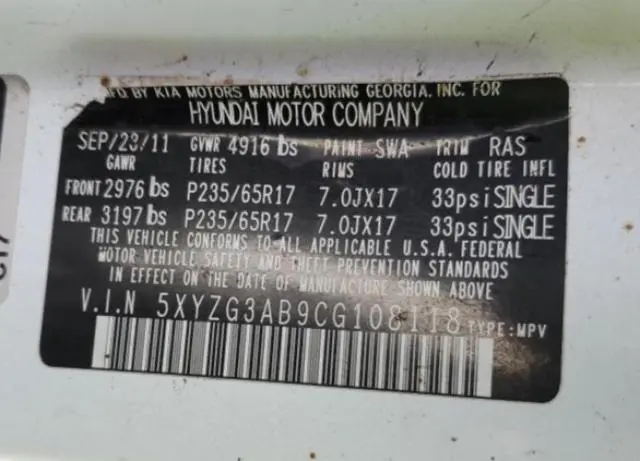 MFD BY KIA MOTORS MANUFACTURING GEORGIA, INC. FOR
HYUNDAI MOTOR COMPANY
SEP/23/11 GVWR 4916 lbs PAINT SWA TRIM RAS
GAWR TIRES RIMS COLD TIRE INFL
FRONT 2976 lbs P235/65R17 7.0JX17 33psi SINGLE
REAR 3197 lbs P235/65R17 7.0JX17 33psi SINGLE
THIS VEHICLE CONFORMS TO ALL APPLICABLE U.S.A. FEDERAL
MOTOR VEHICLE SAFETY AND THEFT PREVENTION STANDARDS
IN EFFECT ON THE DATE OF MANUFACTURE SHOWN ABOVE.
V.I.N 5XYZG3AB9CG108118 TYPE:MPV